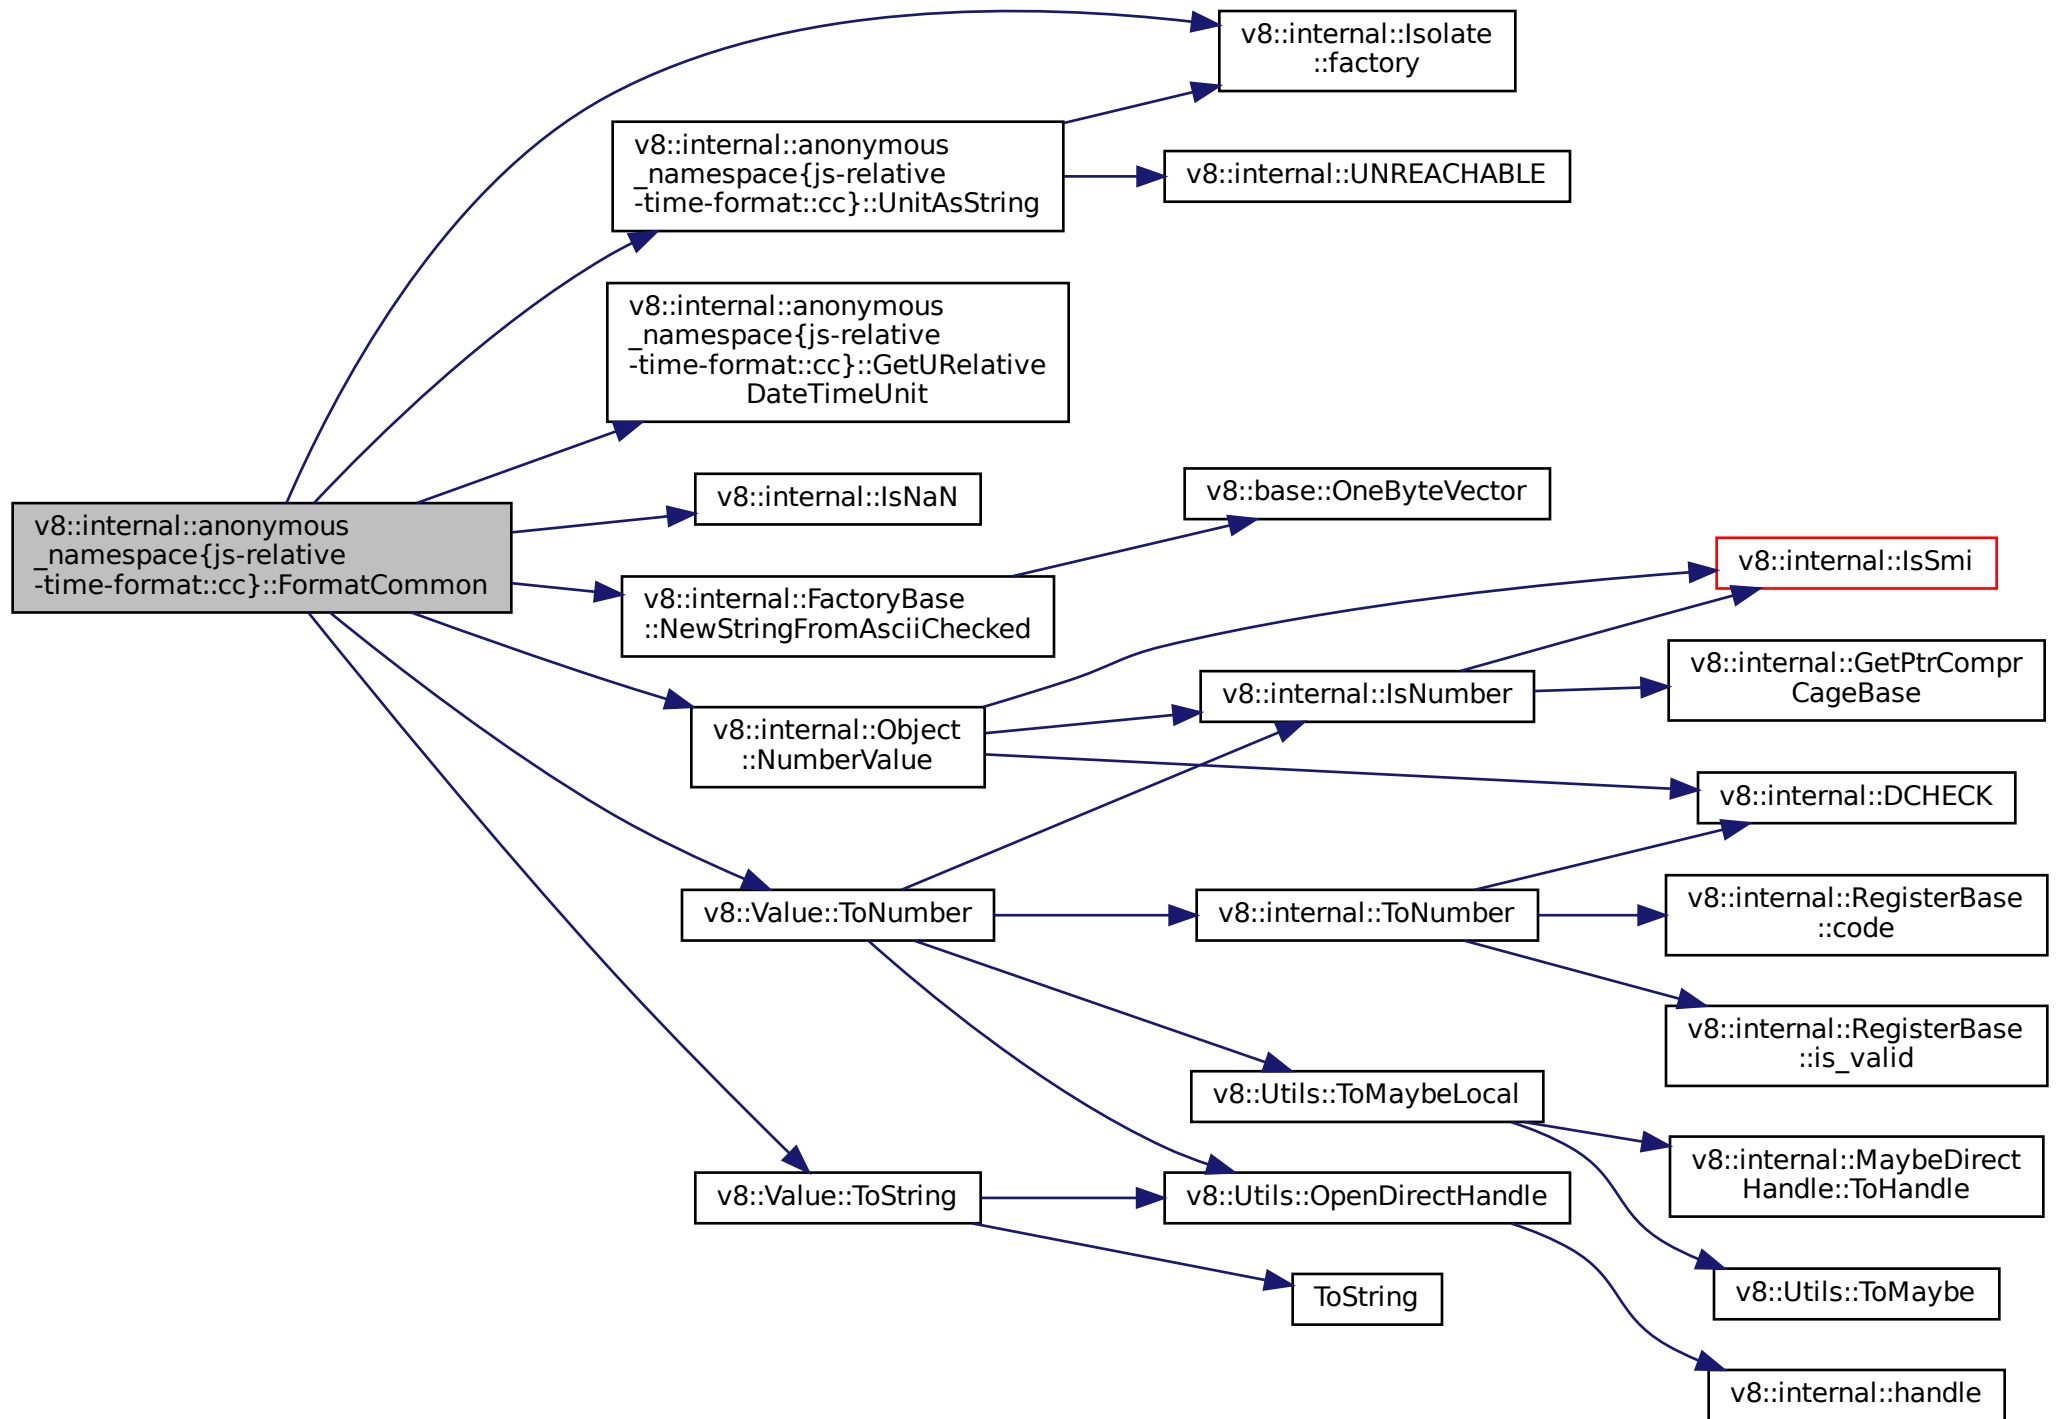 v8::internal::Isolate
::factory
v8::internal::anonymous
_namespace{js-relative
-time-format::cc}::UnitAsString
v8::internal::UNREACHABLE
v8::internal::anonymous
_namespace{js-relative
-time-format::cc}::GetURelative
DateTimeUnit
v8::internal::IsNaN
v8::base::OneByteVector
v8::internal::anonymous
_namespace{js-relative
-time-format::cc}::FormatCommon
v8::internal::IsSmi
v8::internal::FactoryBase
::NewStringFromAsciiChecked
v8::internal::GetPtrCompr
CageBase
v8::internal::IsNumber
v8::internal::Object
::NumberValue
v8::internal::DCHECK
v8::Value::ToNumber
v8::internal::ToNumber
v8::internal::RegisterBase
::code
v8::internal::RegisterBase
::is_valid
v8::Utils::ToMaybeLocal
v8::internal::MaybeDirect
Handle::ToHandle
v8::Value::ToString
v8::Utils::OpenDirectHandle
v8::Utils::ToMaybe
ToString
v8::internal::handle